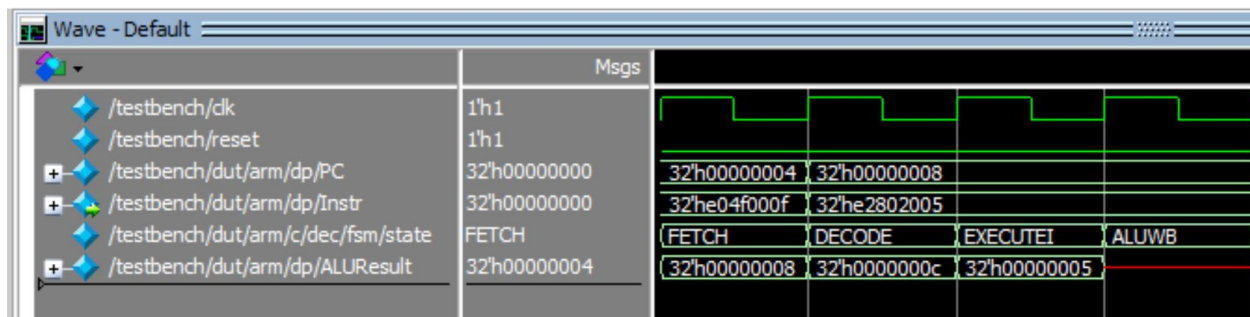 Wave - Default
Msgs
/testbench/clk 1'h1
/testbench/reset 1'h1
/testbench/dut/arm/dp/PC 32'h00000000 32'h00000004 32'h00000008
/testbench/dut/arm/dp/Instr 32'h00000000 32'he04f000f 32'he2802005
/testbench/dut/arm/c/dec/fsm/state FETCH FETCH DECODE EXECUTEI ALUWB
/testbench/dut/arm/dp/ALUResult 32'h00000004 32'h00000008 32'h0000000c 32'h00000005